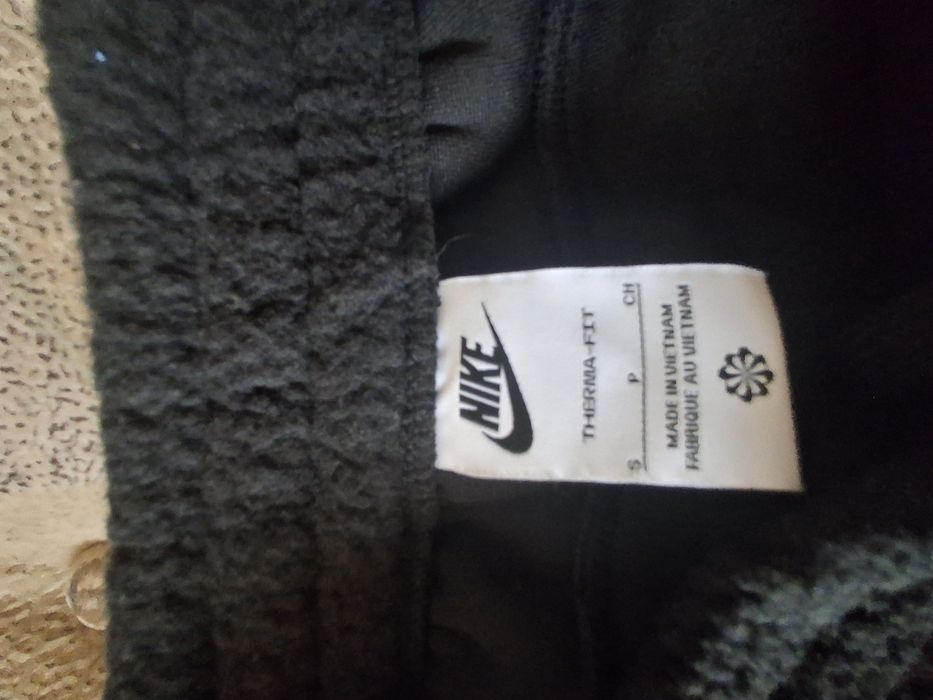 NIKE
THERMA-FIT
S P CH
MADE IN VIETNAM
FABRIQUE AU VIETNAM